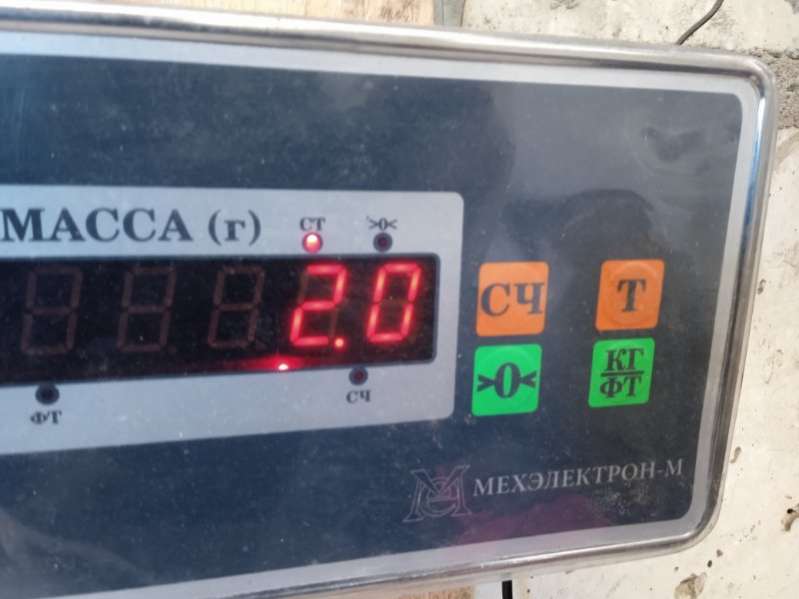 МАССА (г)
СТ >0<
2.0
ФТ СЧ
СЧ Т
>0< КГ
ФТ
МЕХЭЛЕКТРОН-М